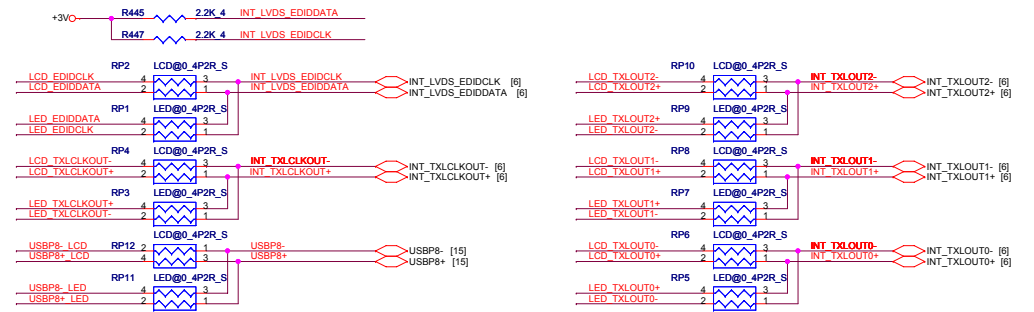 +3V R445 2.2K_4 INT_LVDS_EDIDDATA
R447 2.2K_4 INT_LVDS_EDIDCLK
RP2 LCD@0_4P2R_S
LCD_EDIDCLK 4 3 INT_LVDS_EDIDCLK INT_LVDS_EDIDCLK [6]
LCD_EDIDDATA 2 1 INT_LVDS_EDIDDATA INT_LVDS_EDIDDATA [6]
RP1 LED@0_4P2R_S
LED_EDIDDATA 4 3
LED_EDIDCLK 2 1
RP4 LCD@0_4P2R_S
LCD_TXLCLKOUT- 4 3 INT_TXLCLKOUT- INT_TXLCLKOUT- [6]
LCD_TXLCLKOUT+ 2 1 INT_TXLCLKOUT+ INT_TXLCLKOUT+ [6]
RP3 LED@0_4P2R_S
LED_TXLCLKOUT+ 4 3
LED_TXLCLKOUT- 2 1
RP12 LCD@0_4P2R_S
USBP8-_LCD 2 1 USBP8- USBP8- [15]
USBP8+_LCD 4 3 USBP8+ USBP8+ [15]
RP11 LED@0_4P2R_S
USBP8-_LED 4 3
USBP8+_LED 2 1
RP10 LCD@0_4P2R_S
LCD_TXLOUT2- 4 3 INT_TXLOUT2- INT_TXLOUT2- [6]
LCD_TXLOUT2+ 2 1 INT_TXLOUT2+ INT_TXLOUT2+ [6]
RP9 LED@0_4P2R_S
LED_TXLOUT2+ 4 3
LED_TXLOUT2- 2 1
RP8 LCD@0_4P2R_S
LCD_TXLOUT1- 4 3 INT_TXLOUT1- INT_TXLOUT1- [6]
LCD_TXLOUT1+ 2 1 INT_TXLOUT1+ INT_TXLOUT1+ [6]
RP7 LED@0_4P2R_S
LED_TXLOUT1+ 4 3
LED_TXLOUT1- 2 1
RP6 LCD@0_4P2R_S
LCD_TXLOUT0- 4 3 INT_TXLOUT0- INT_TXLOUT0- [6]
LCD_TXLOUT0+ 2 1 INT_TXLOUT0+ INT_TXLOUT0+ [6]
RP5 LED@0_4P2R_S
LED_TXLOUT0+ 4 3
LED_TXLOUT0- 2 1